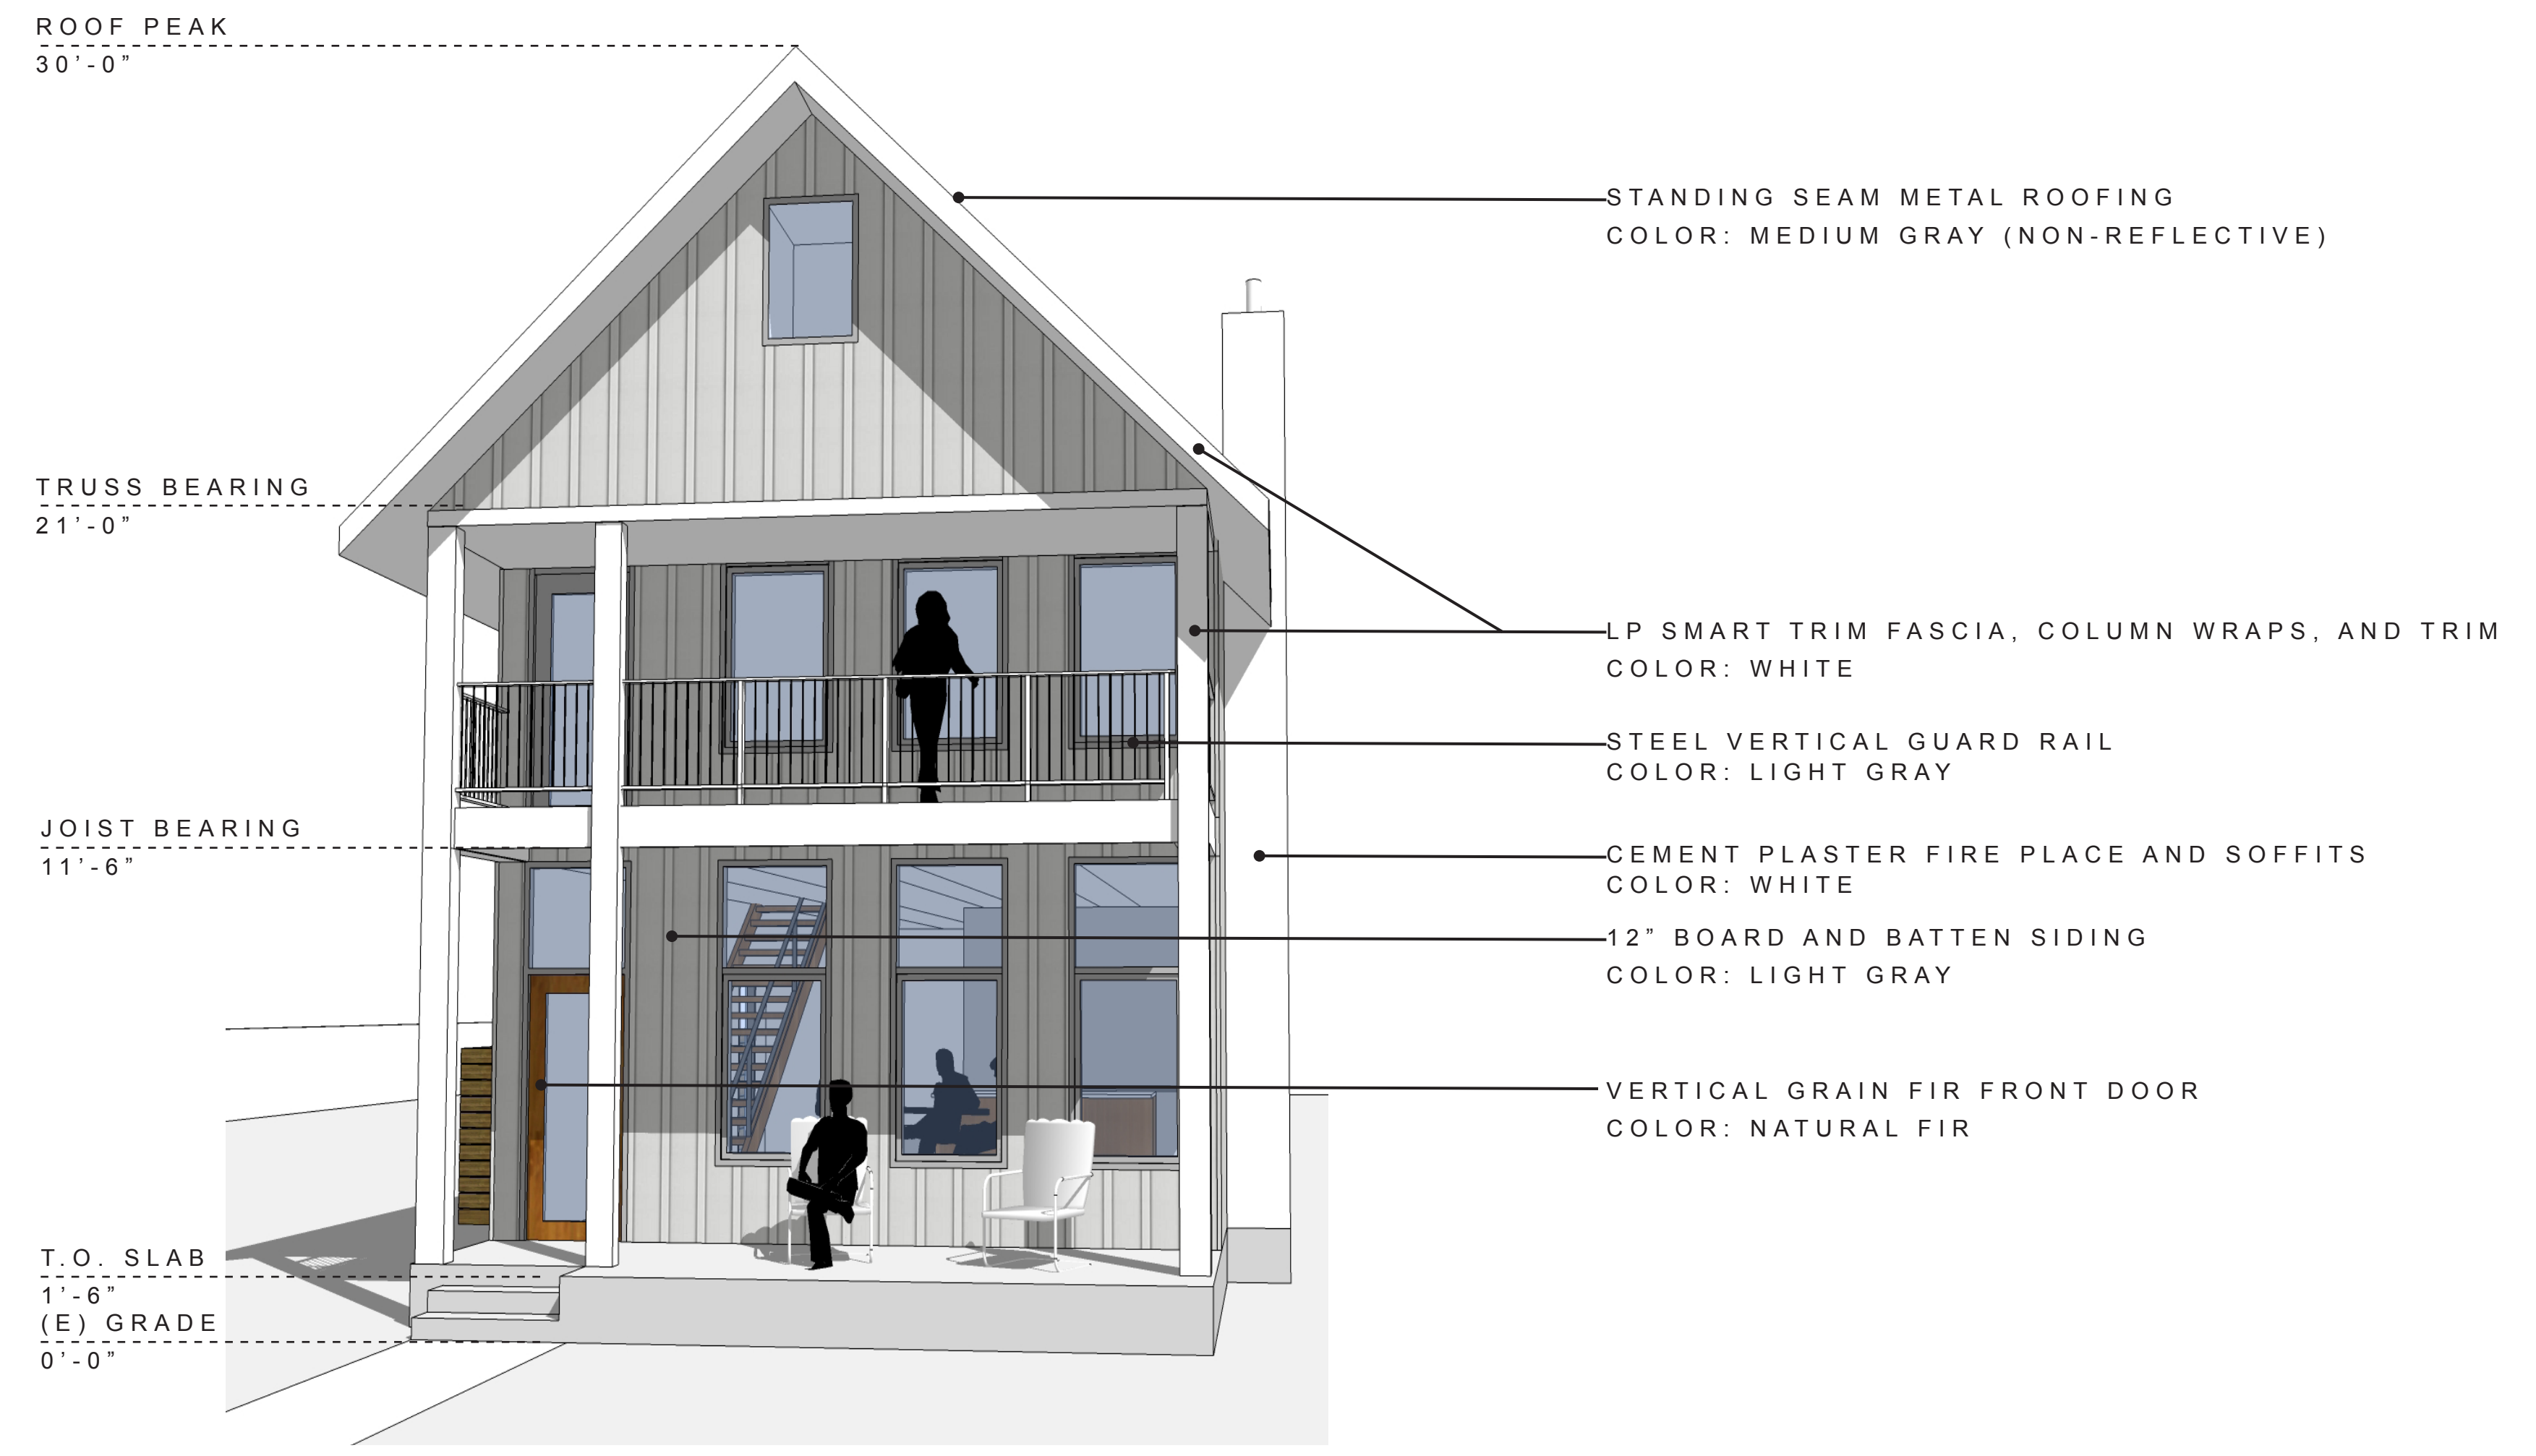 ROOF PEAK
30’-0”
TRUSS BEARING
21’-0”
JOIST BEARING
11’-6”
T.O. SLAB
1’-6”
(E) GRADE
0’-0”
STANDING SEAM METAL ROOFING
COLOR: MEDIUM GRAY (NON-REFLECTIVE)
LP SMART TRIM FASCIA, COLUMN WRAPS, AND TRIM
COLOR: WHITE
STEEL VERTICAL GUARD RAIL
COLOR: LIGHT GRAY
CEMENT PLASTER FIRE PLACE AND SOFFITS
COLOR: WHITE
12” BOARD AND BATTEN SIDING
COLOR: LIGHT GRAY
VERTICAL GRAIN FIR FRONT DOOR
COLOR: NATURAL FIR